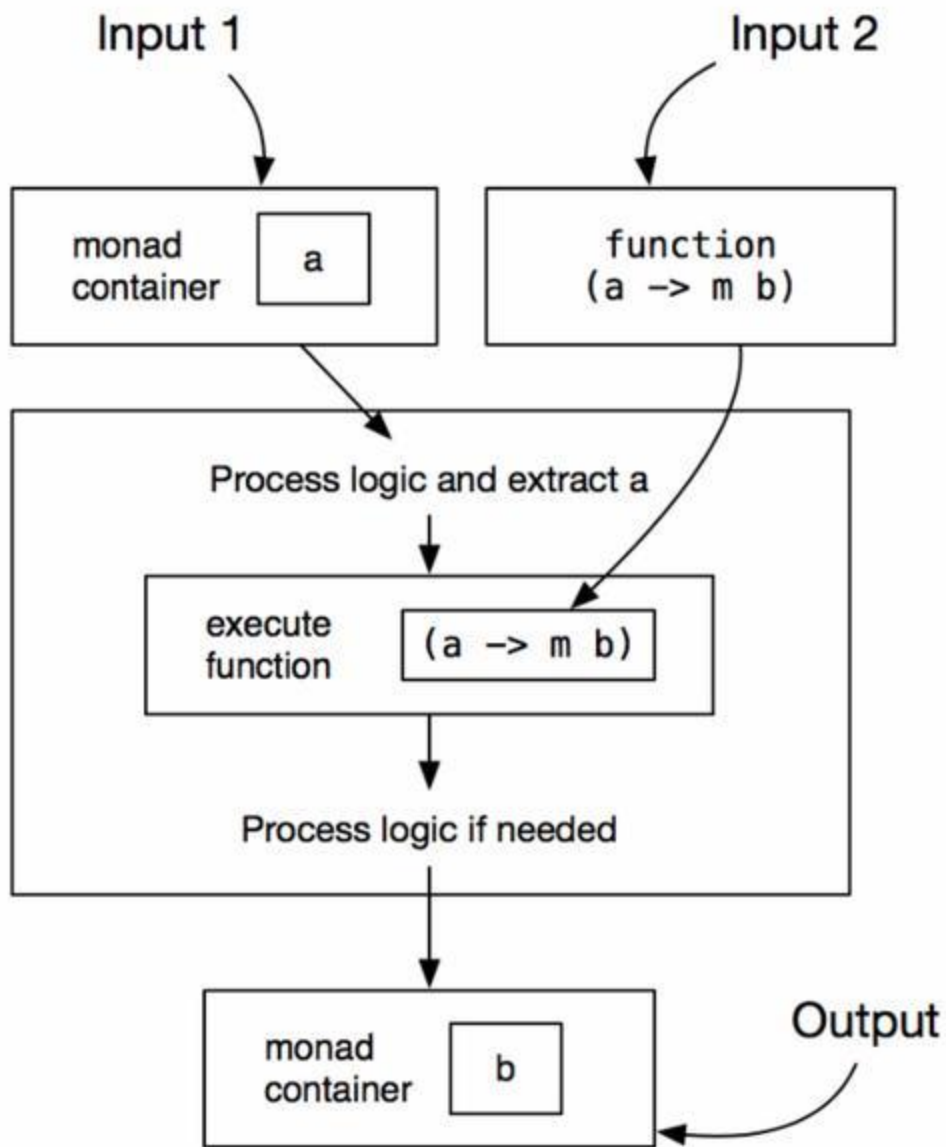 Input 1
Input 2
monad
container
a
function
(a -> m b)
Process logic and extract a
execute
function
(a -> m b)
Process logic if needed
Output
monad
container
b